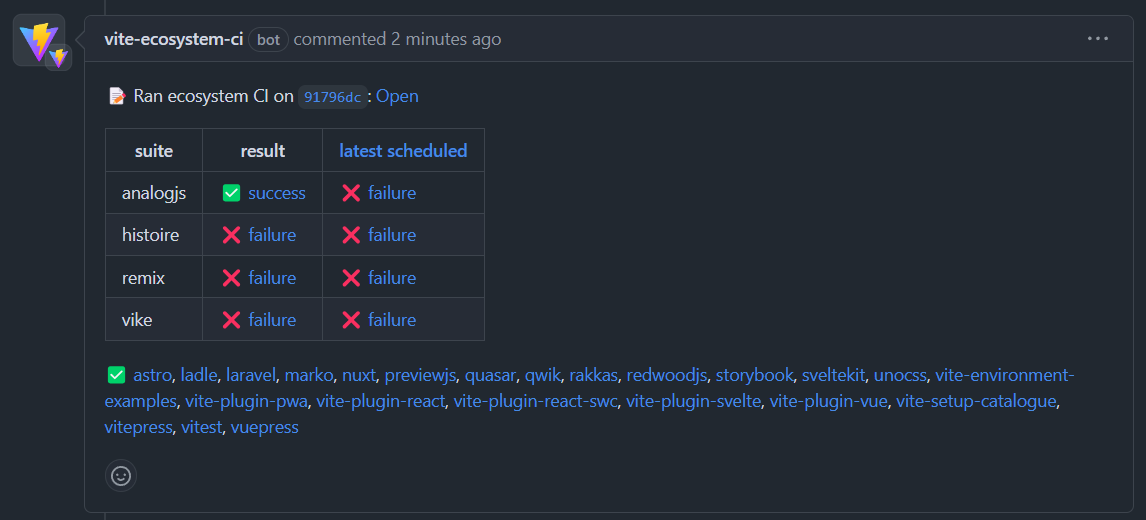 vite-ecosystem-ci bot commented 2 minutes ago
Ran ecosystem CI on 91796dc: Open
suite result latest scheduled
analogjs success failure
histoire failure failure
remix failure failure
vike failure failure
astro, ladle, laravel, marko, nuxt, previewjs, quasar, qwik, rakkas, redwoodjs, storybook, sveltekit, unocss, vite-environment-
examples, vite-plugin-pwa, vite-plugin-react, vite-plugin-react-swc, vite-plugin-svelte, vite-plugin-vue, vite-setup-catalogue,
vitepress, vitest, vuepress